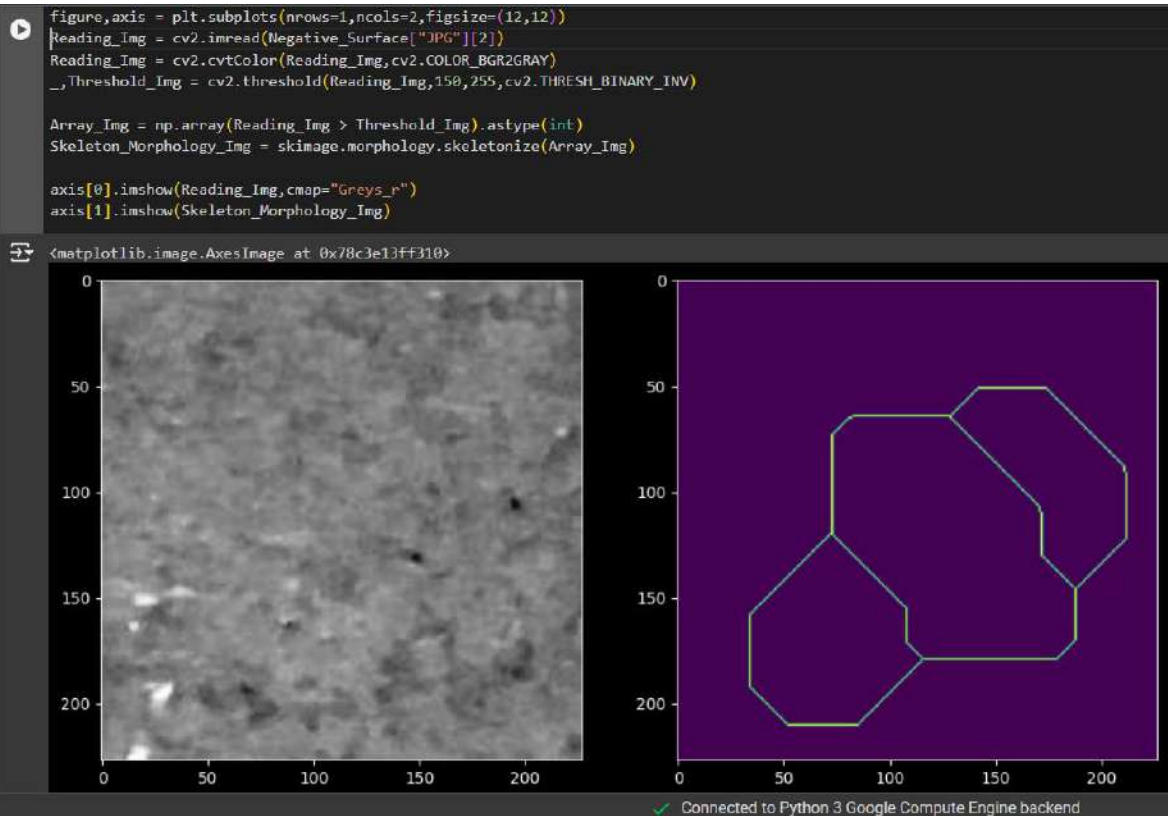 figure,axis = plt.subplots(nrows=1,ncols=2,figsize=(12,12))
Reading_Img = cv2.imread(Negative_Surface["JPG"][2])
Reading_Img = cv2.cvtColor(Reading_Img,cv2.COLOR_BGR2GRAY)
_,Threshold_Img = cv2.threshold(Reading_Img,150,255,cv2.THRESH_BINARY_INV)
Array_Img = np.array(Reading_Img > Threshold_Img).astype(int)
Skeleton_Morphology_Img = skimage.morphology.skeletonize(Array_Img)
axis[0].imshow(Reading_Img,cmap="Greys_r")
axis[1].imshow(Skeleton_Morphology_Img)
<matplotlib.image.AxesImage at 0x78c3e13ff310>
0
50
100
150
200
0 50 100 150 200
0
50
100
150
200
0 50 100 150 200
Connected to Python 3 Google Compute Engine backend